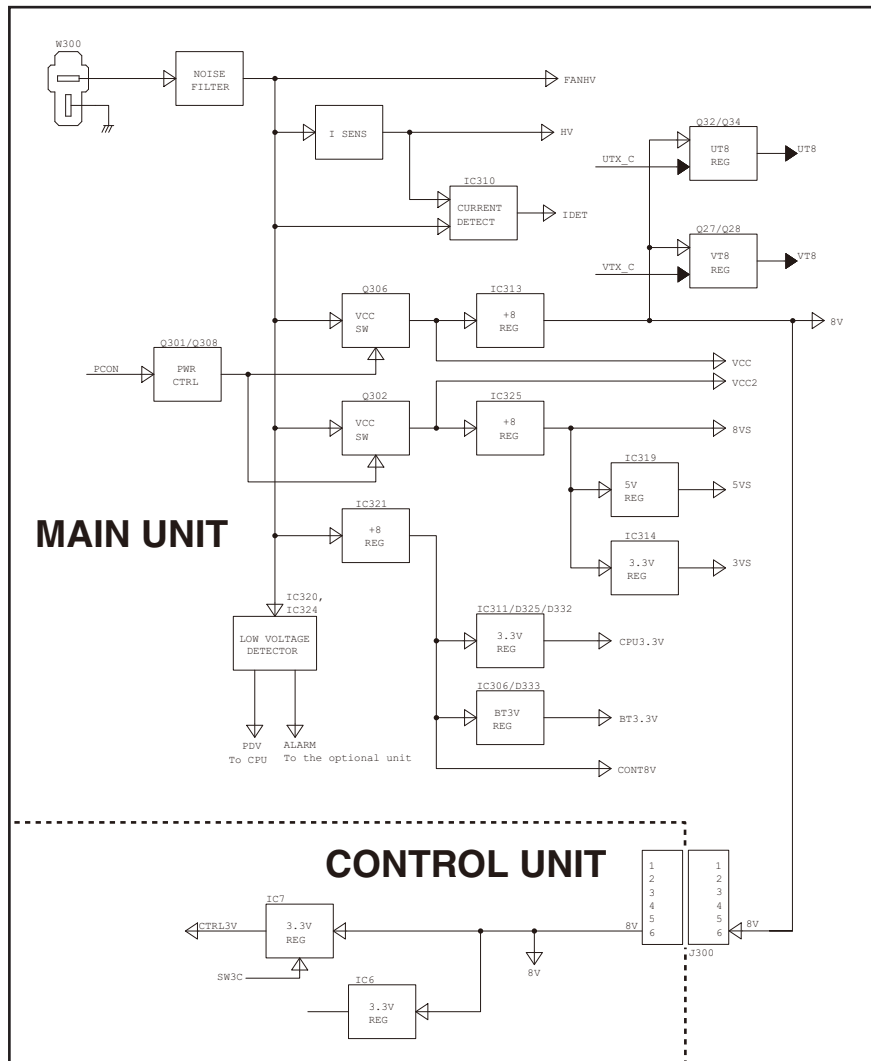 W300
NOISE
FILTER
FANHV
I SENS
HV
Q32/Q34
UT8
REG
UTX_C
UT8
IC310
CURRENT
DETECT
IDET
Q27/Q28
VT8
REG
VTX_C
VT8
Q306
VCC
SW
IC313
+8
REG
8V
Q301/Q308
PCON
PWR
CTRL
VCC
VCC2
Q302
VCC
SW
IC325
+8
REG
8VS
IC319
5V
REG
5VS
MAIN UNIT
IC321
+8
REG
IC314
3.3V
REG
3VS
IC320,
IC324
LOW VOLTAGE
DETECTOR
IC311/D325/D332
3.3V
REG
CPU3.3V
IC306/D333
BT3V
REG
BT3.3V
PDV
To CPU
ALARM
To the optional unit
CONT8V
CONTROL UNIT
1 1
2 2
3 3
4 4
5 5
6 6
8V
8V
J300
IC7
3.3V
REG
CTRL3V
SW3C
8V
IC6
3.3V
REG